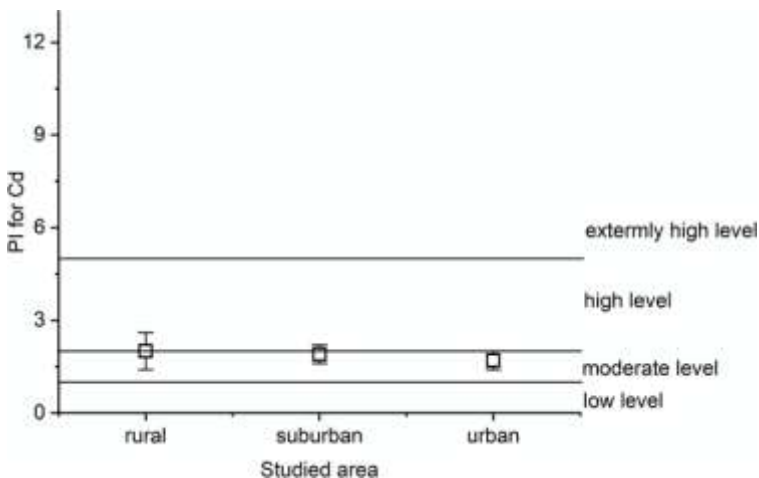 12
9
PI for Cd
6
extermly high level
high level
3
moderate level
low level
0
rural suburban urban
Studied area